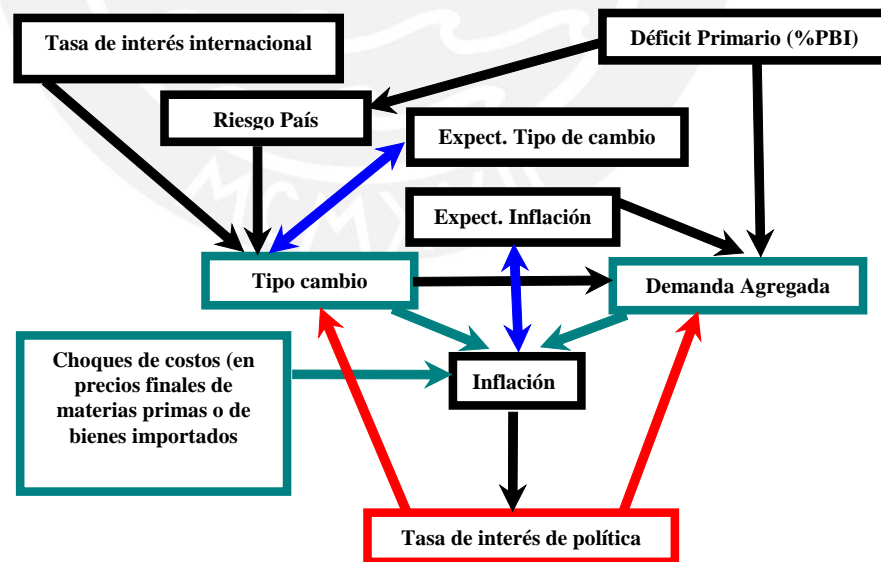 Tasa de interés internacional
Déficit Primario (%PBI)
Riesgo País
Expect. Tipo de cambio
Expect. Inflación
Tipo cambio
Demanda Agregada
Choques de costos (en
precios finales de
materias primas o de
bienes importados
Inflación
Tasa de interés de política